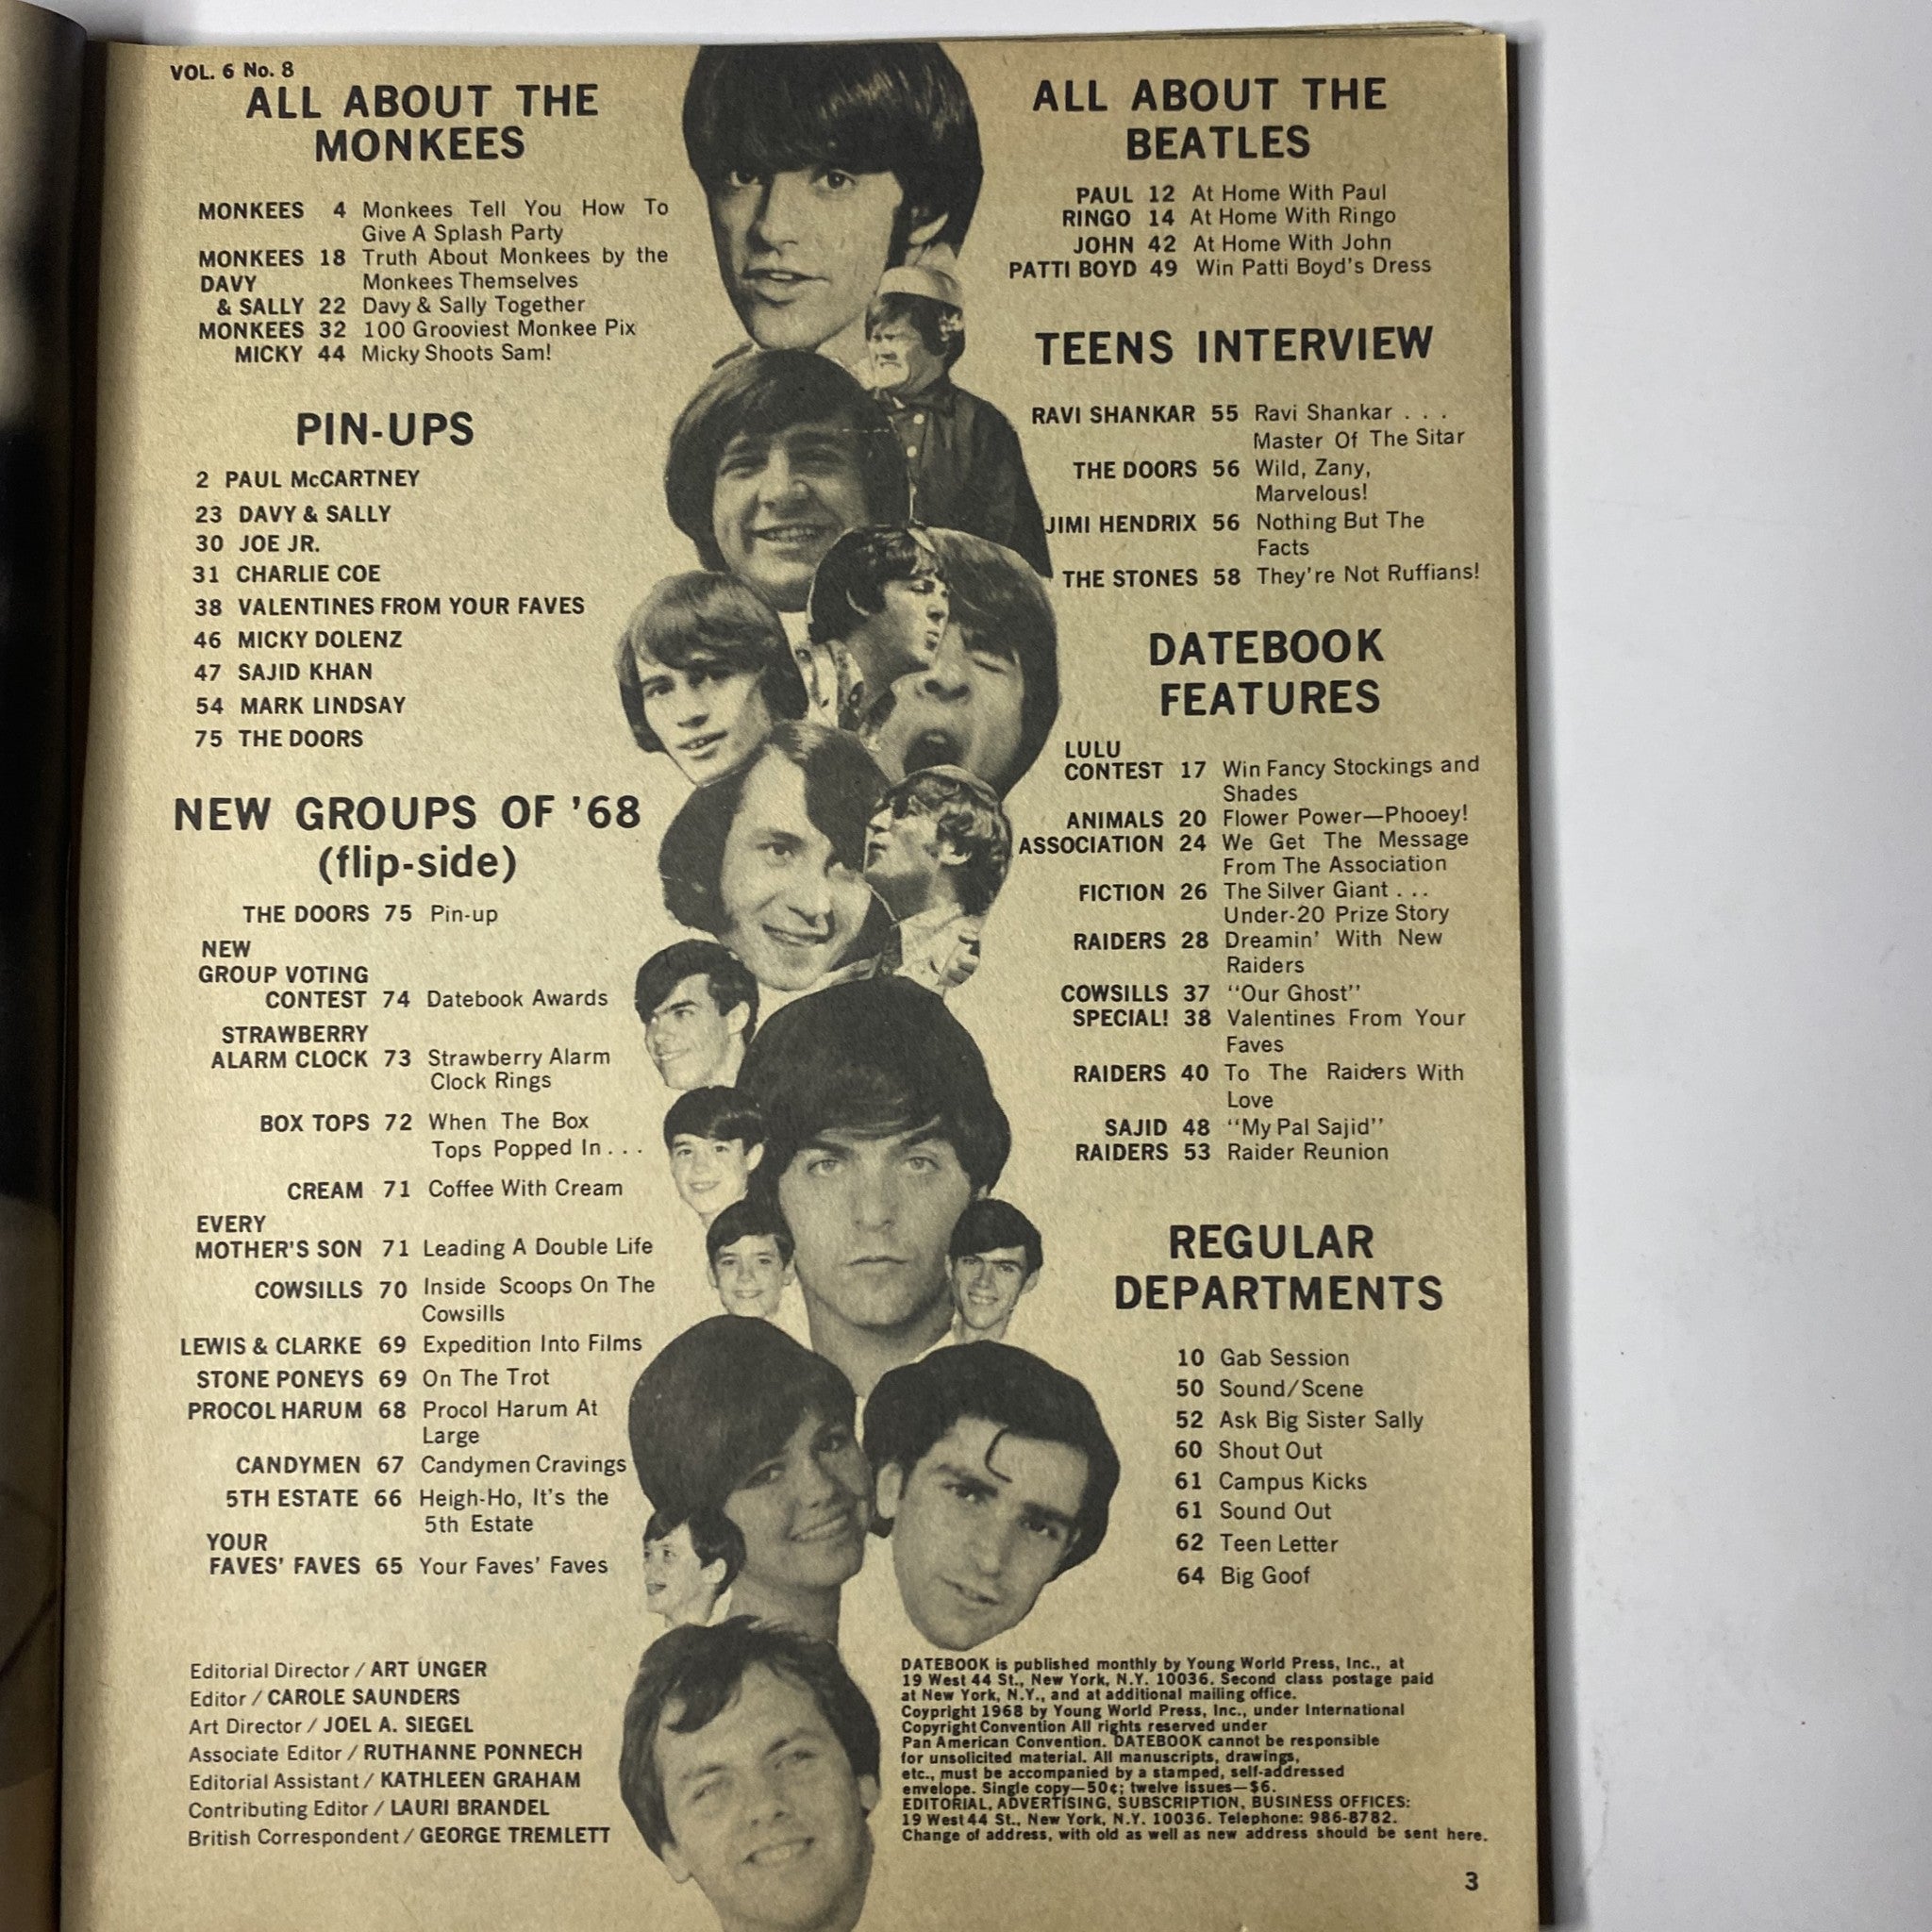 VOL. 6 No. 8
ALL ABOUT THE
MONKEES
MONKEES 4 Monkees Tell You How To
Give A Splash Party
MONKEES 18 Truth About Monkees by the
DAVY Monkees Themselves
& SALLY 22 Davy & Sally Together
MONKEES 32 100 Grooviest Monkee Pix
MICKY 44 Micky Shoots Sam!
PIN-UPS
2 PAUL McCARTNEY
23 DAVY & SALLY
30 JOE JR.
31 CHARLIE COE
38 VALENTINES FROM YOUR FAVES
46 MICKY DOLENZ
47 SAJID KHAN
54 MARK LINDSAY
75 THE DOORS
NEW GROUPS OF '68
(flip-side)
THE DOORS 75 Pin-up
NEW
GROUP VOTING
CONTEST 74 Datebook Awards
STRAWBERRY
ALARM CLOCK 73 Strawberry Alarm
Clock Rings
BOX TOPS 72 When The Box
Tops Popped In . . .
CREAM 71 Coffee With Cream
EVERY
MOTHER'S SON 71 Leading A Double Life
COWSILLS 70 Inside Scoops On The
Cowsills
LEWIS & CLARKE 69 Expedition Into Films
STONE PONEYS 69 On The Trot
PROCOL HARUM 68 Procol Harum At
Large
CANDYMEN 67 Candymen Cravings
5TH ESTATE 66 Heigh-Ho, It's the
5th Estate
YOUR
FAVES' FAVES 65 Your Faves' Faves
Editorial Director / ART UNGER
Editor / CAROLE SAUNDERS
Art Director / JOEL A. SIEGEL
Associate Editor / RUTHANNE PONNECH
Editorial Assistant / KATHLEEN GRAHAM
Contributing Editor / LAURI BRANDEL
British Correspondent / GEORGE TREMLETT
ALL ABOUT THE
BEATLES
PAUL 12 At Home With Paul
RINGO 14 At Home With Ringo
JOHN 42 At Home With John
PATTI BOYD 49 Win Patti Boyd's Dress
TEENS INTERVIEW
RAVI SHANKAR 55 Ravi Shankar . . .
Master Of The Sitar
THE DOORS 56 Wild, Zany,
Marvelous!
JIMI HENDRIX 56 Nothing But The
Facts
THE STONES 58 They're Not Ruffians!
DATEBOOK
FEATURES
LULU
CONTEST 17 Win Fancy Stockings and
Shades
ANIMALS 20 Flower Power—Phooey!
ASSOCIATION 24 We Get The Message
From The Association
FICTION 26 The Silver Giant . . .
Under-20 Prize Story
RAIDERS 28 Dreamin' With New
Raiders
COWSILLS 37 "Our Ghost"
SPECIAL! 38 Valentines From Your
Faves
RAIDERS 40 To The Raiders With
Love
SAJID 48 "My Pal Sajid"
RAIDERS 53 Raider Reunion
REGULAR
DEPARTMENTS
10 Gab Session
50 Sound/Scene
52 Ask Big Sister Sally
60 Shout Out
61 Campus Kicks
61 Sound Out
62 Teen Letter
64 Big Goof
DATEBOOK is published monthly by Young World Press, Inc., at
19 West 44 St., New York, N.Y. 10036. Second class postage paid
at New York, N.Y., and at additional mailing office.
Coypright 1968 by Young World Press, Inc., under International
Copyright Convention All rights reserved under
Pan American Convention. DATEBOOK cannot be responsible
for unsolicited material. All manuscripts, drawings,
etc., must be accompanied by a stamped, self-addressed
envelope. Single copy—50¢; twelve issues—$6.
EDITORIAL, ADVERTISING, SUBSCRIPTION, BUSINESS OFFICES:
19 West 44 St., New York, N.Y. 10036. Telephone: 986-8782.
Change of address, with old as well as new address should be sent here.
3